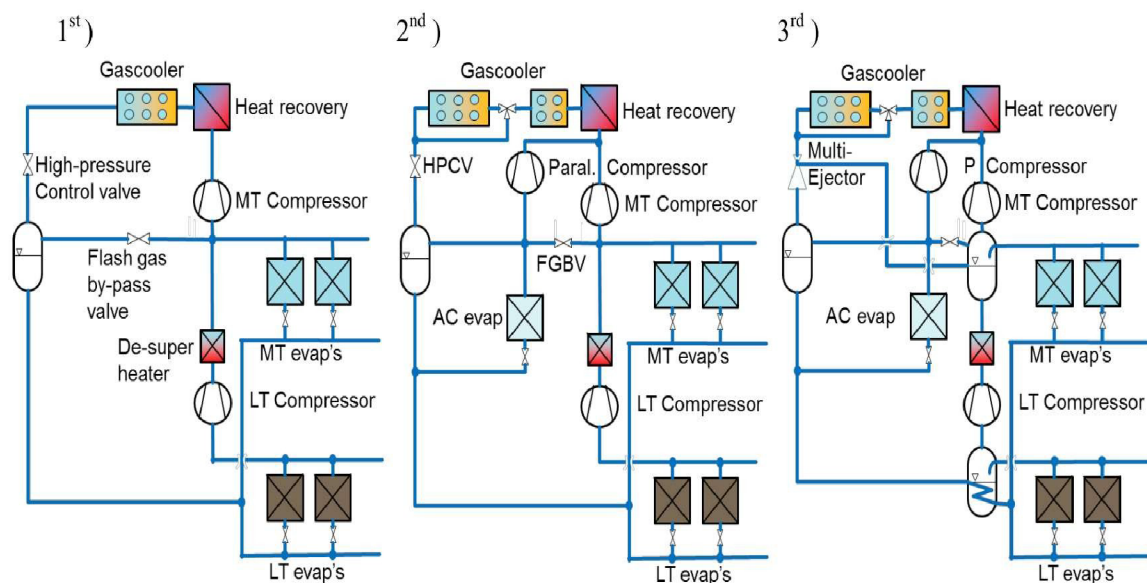 1st)
Gascooler
Heat recovery
High-pressure
Control valve
MT Compressor
Flash gas
by-pass
valve
De-super
heater
MT evap's
LT Compressor
LT evap's
2nd)
Gascooler
Heat recovery
HPCV
Paral. Compressor
MT Compressor
FGBV
AC evap
MT evap's
LT Compressor
LT evap's
3rd)
Gascooler
Heat recovery
Multi-
Ejector
P Compressor
MT Compressor
AC evap
MT evap's
LT Compressor
LT evap's